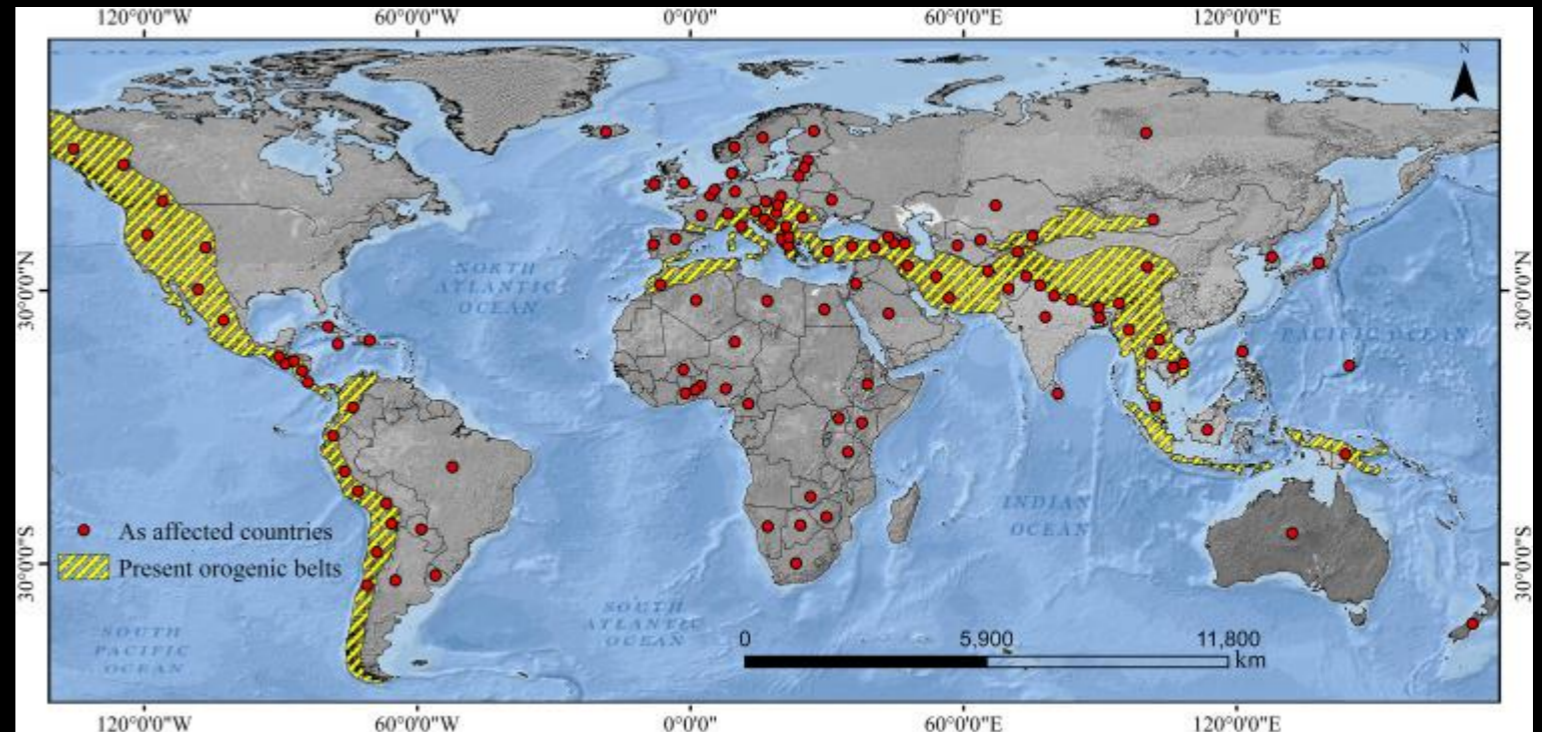 120°0'0"W 60°0'0"W 0°0'0" 60°0'0"E 120°0'0"E
N
30°0'0"N
30°0'0"N
NORTH
ATLANTIC
OCEAN
PACIFIC OCEAN
INDIAN
OCEAN
As affected countries
Present orogenic belts
30°0'0"S
30°0'0"S
SOUTH
PACIFIC
OCEAN
SOUTH
ATLANTIC
OCEAN
0 5,900 11,800
km
120°0'0"W 60°0'0"W 0°0'0" 60°0'0"E 120°0'0"E